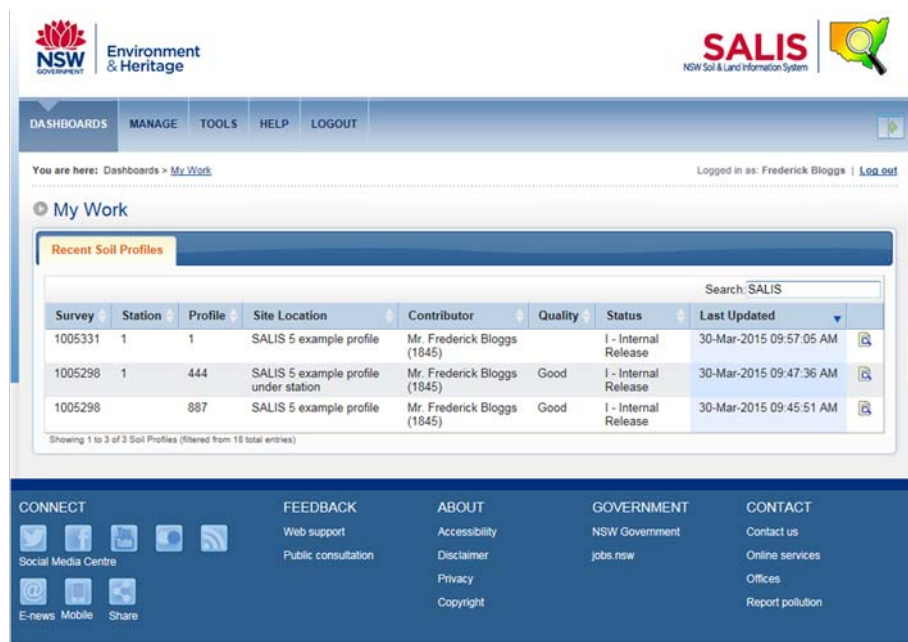 NSW
GOVERNMENT
Environment
& Heritage
SALIS
NSW Soil & Land Information System
DASHBOARDS MANAGE TOOLS HELP LOGOUT
You are here: Dashboards > My Work Logged in as: Frederick Bloggs | Log out
My Work
Recent Soil Profiles
Search: SALIS
Survey Station Profile Site Location Contributor Quality Status Last Updated
1005331 1 1 SALIS 5 example profile Mr. Frederick Bloggs I - Internal 30-Mar-2015 09:57:05 AM
(1845) Release
1005298 1 444 SALIS 5 example profile Mr. Frederick Bloggs Good I - Internal 30-Mar-2015 09:47:36 AM
under station (1845) Release
1005298 887 SALIS 5 example profile Mr. Frederick Bloggs Good I - Internal 30-Mar-2015 09:45:51 AM
(1845) Release
Showing 1 to 3 of 3 Soil Profiles (filtered from 18 total entries)
CONNECT FEEDBACK ABOUT GOVERNMENT CONTACT
You Tube
Web support Accessibility NSW Government Contact us
Social Media Centre Public consultation Disclaimer jobs.nsw Online services
Privacy Offices
@
Copyright Report pollution
E-news Mobile Share